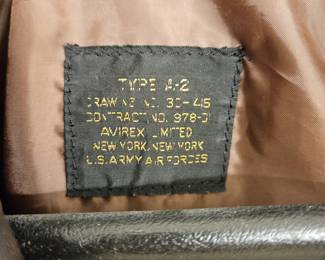 TYPE A-2
DRAWING NO. 30-415
CONTRACT NO. 978-01
AVIREX LIMITED
NEW YORK, NEW YORK
U.S. ARMY AIR FORCES